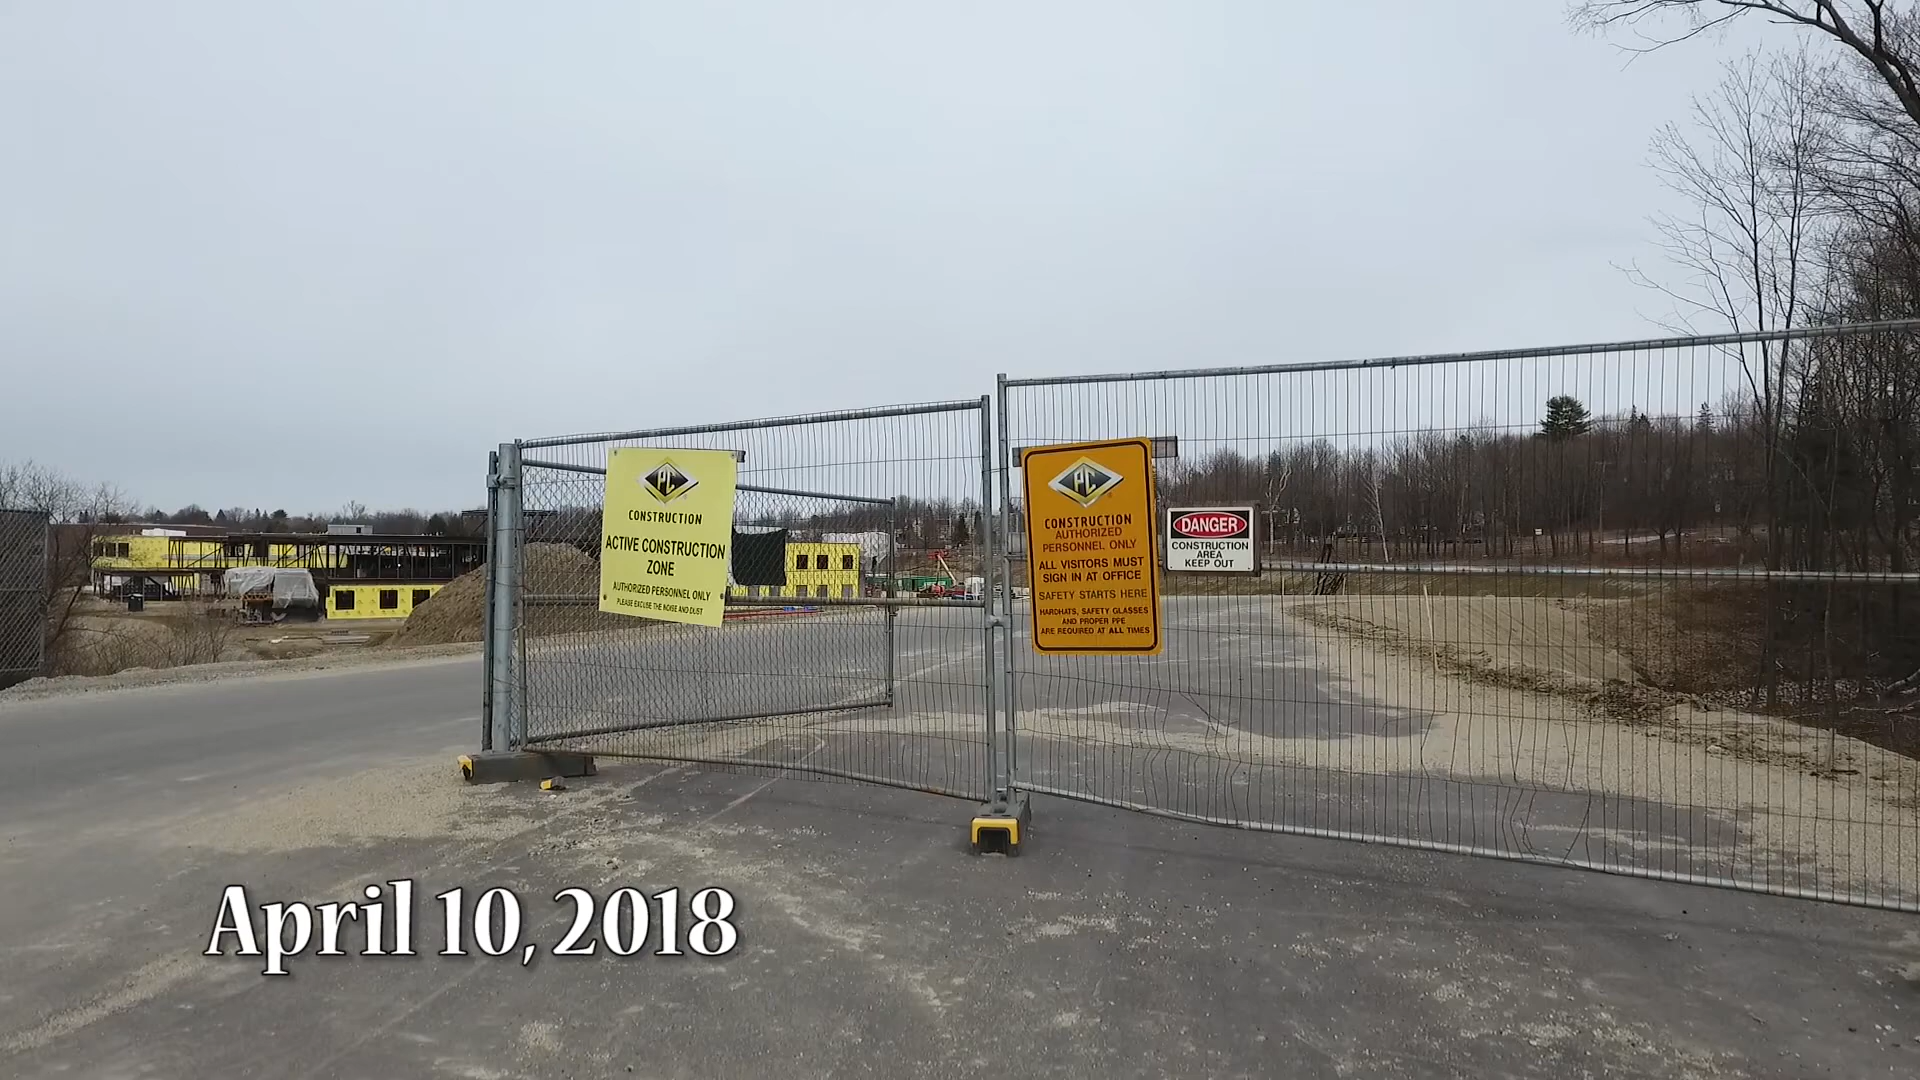 PC
CONSTRUCTION
ACTIVE CONSTRUCTION
ZONE
AUTHORIZED PERSONNEL ONLY
PLEASE EXCUSE THE NOISE AND DUST
PC
CONSTRUCTION
AUTHORIZED
PERSONNEL ONLY
ALL VISITORS MUST
SIGN IN AT OFFICE
SAFETY STARTS HERE
HARDHATS, SAFETY GLASSES
AND PROPER PPE
ARE REQUIRED AT ALL TIMES
DANGER
CONSTRUCTION
AREA
KEEP OUT
April 10, 2018